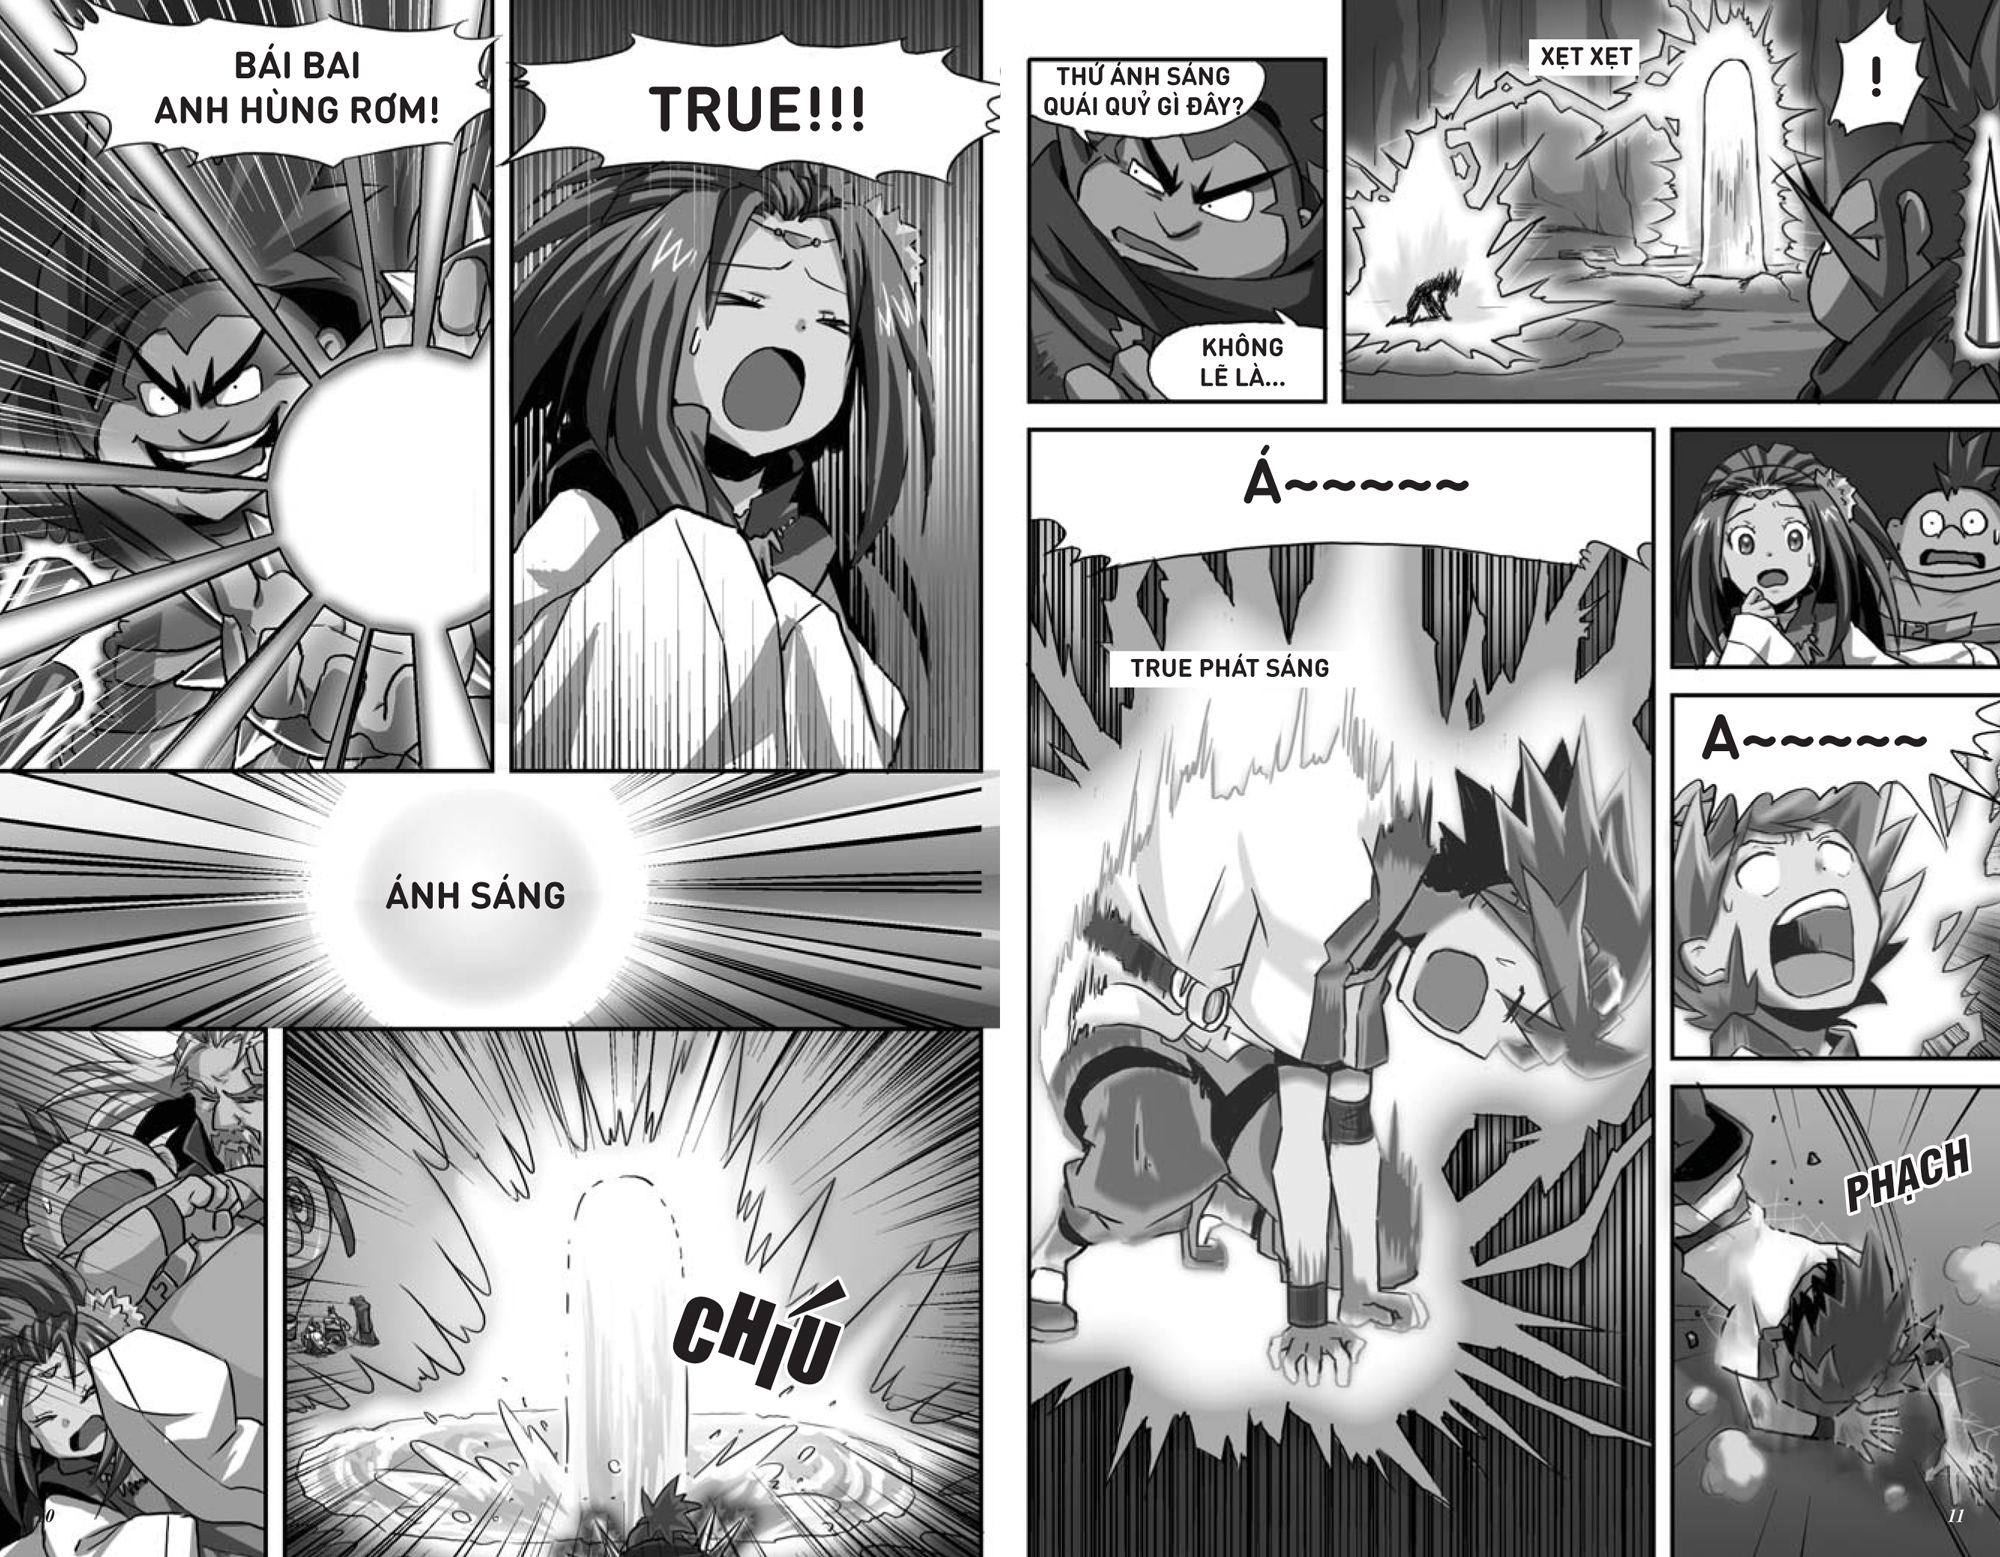 BÁI BAI
ANH HÙNG RƠM!
TRUE!!!
ÁNH SÁNG
CHÍU
0
THỨ ÁNH SÁNG
QUÁI QUỶ GÌ ĐÂY?
KHÔNG
LẼ LÀ...
XẸT XẸT
!
Á~~~~~
TRUE PHÁT SÁNG
A~~~~~
PHẠCH
11